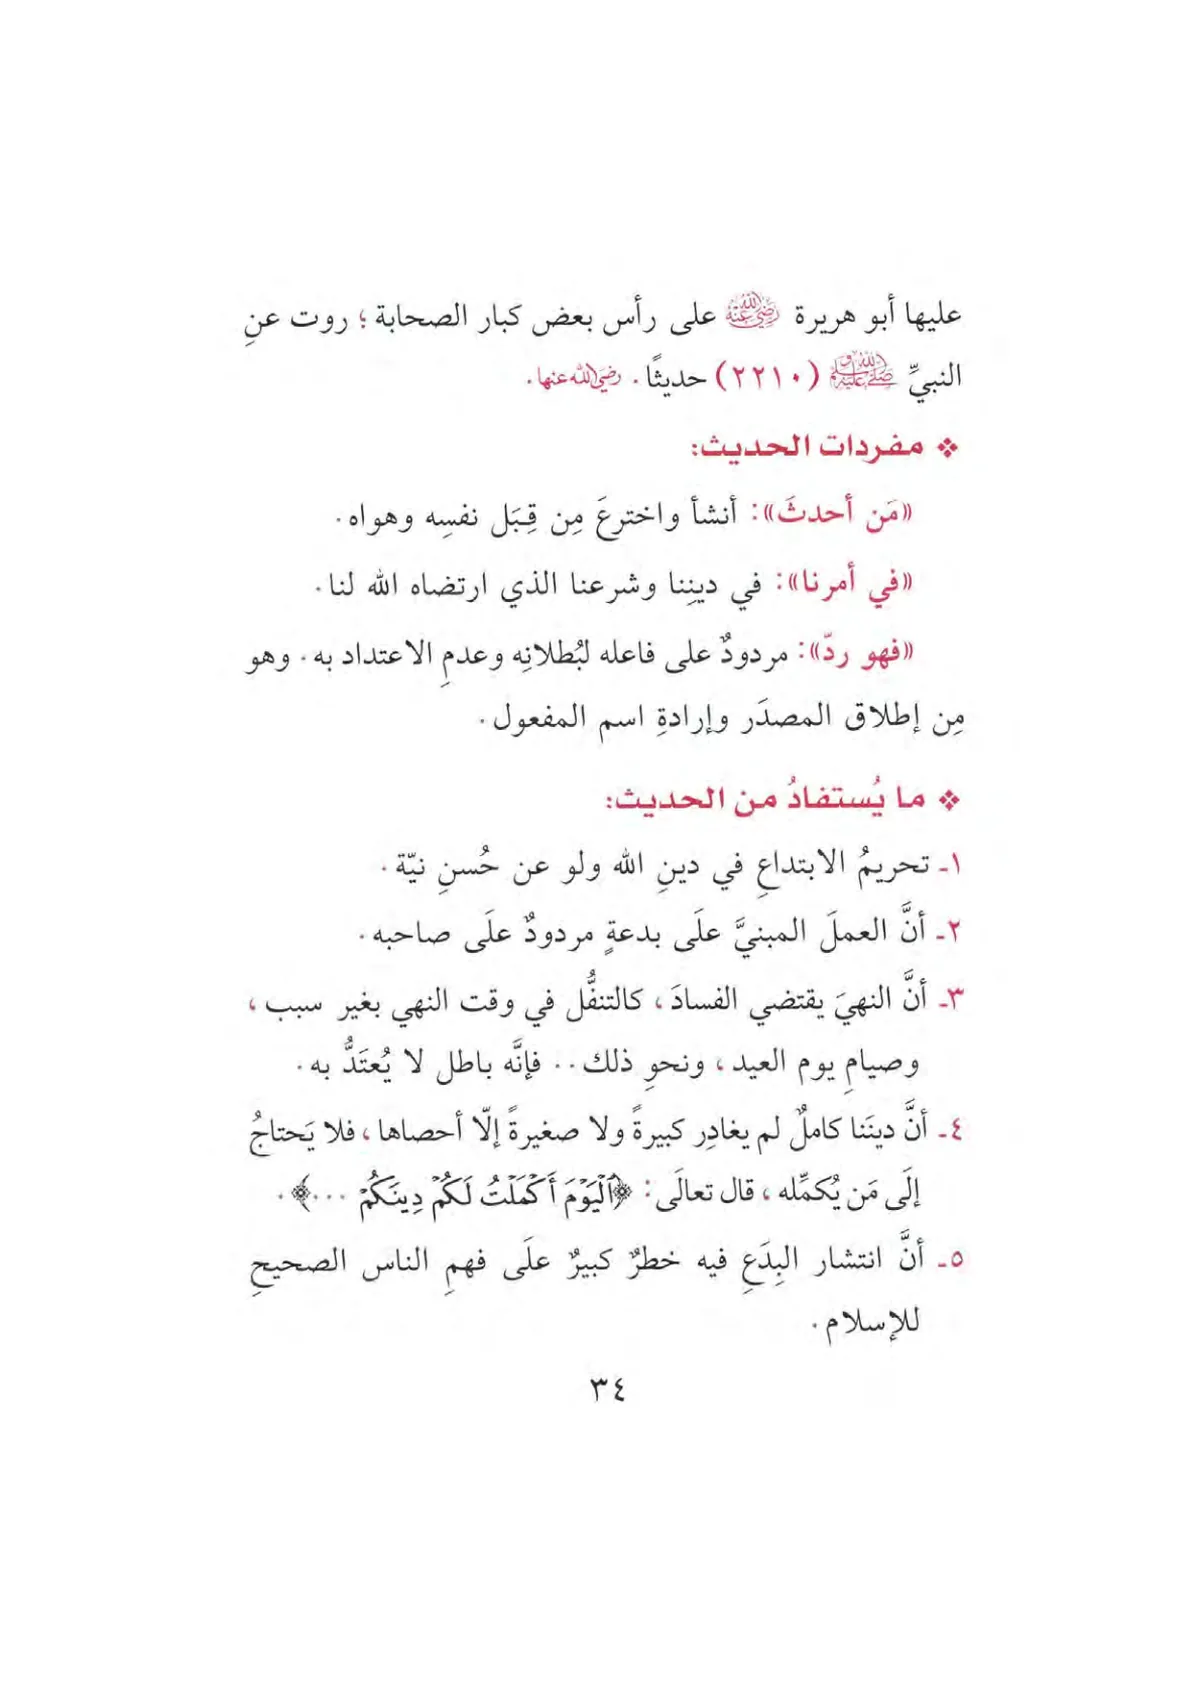 عليها أبو هريرة رضي الله عنه على رأس بعض كبار الصحابة؛ روت عنِ
النبيِّ صلى الله عليه وسلم (٢٢١٠) حديثًا. رضي الله عنها.
❖ مفردات الحديث:
«مَن أحدثَ»: أنشأ واخترعَ مِن قِبَل نفسِه وهواه.
«في أمرنا»: في دينِنا وشرعنا الذي ارتضاه الله لنا.
«فهو ردّ»: مردودٌ على فاعله لبُطلانِه وعدمِ الاعتداد به. وهو
مِن إطلاق المصدَر وإرادةِ اسم المفعول.
❖ ما يُستفادُ من الحديث:
١- تحريمُ الابتداعِ في دينِ الله ولو عن حُسنِ نيّة.
٢- أنَّ العملَ المبنيَّ علَى بدعةٍ مردودٌ علَى صاحبه.
٣- أنَّ النهيَ يقتضي الفسادَ، كالتنفُّل في وقت النهي بغير سبب،
وصيامِ يوم العيد، ونحوِ ذلك.. فإنَّه باطل لا يُعتَدُّ به.
٤- أنَّ دينَنا كاملٌ لم يغادِر كبيرةً ولا صغيرةً إلّا أحصاها، فلا يَحتاجُ
إلَى مَن يُكمِّله، قال تعالَى: ﴿ٱلْيَوْمَ أَكْمَلْتُ لَكُمْ دِينَكُمْ ...﴾.
٥- أنَّ انتشار البِدَعِ فيه خطرٌ كبيرٌ علَى فهمِ الناس الصحيحِ
للإسلام.
٣٤